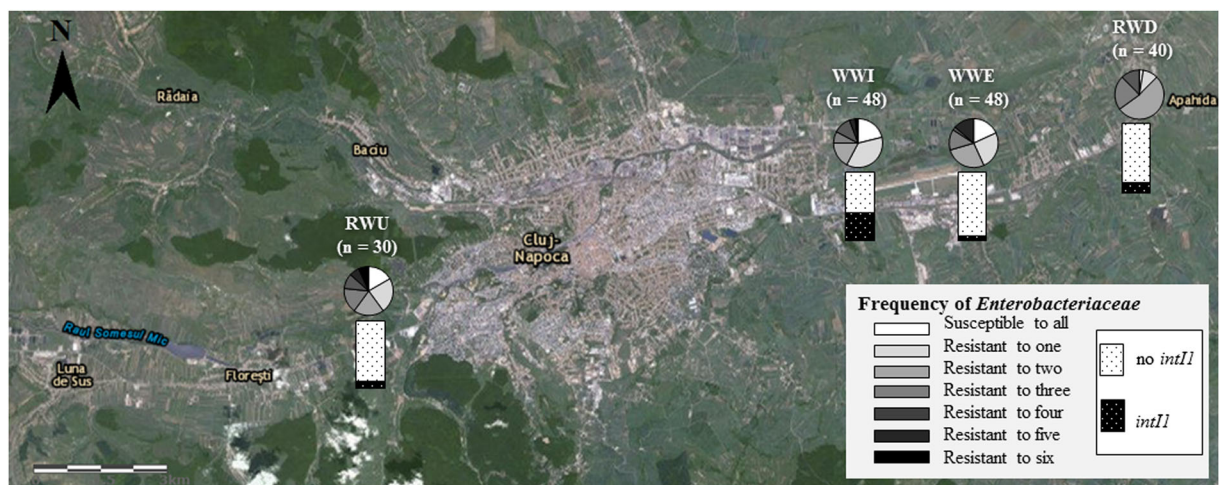 N
RWD
(n = 40)
WWI
(n = 48)
WWE
(n = 48)
Rădaia
Apahida
Baciu
RWU
(n = 30)
Cluj-
Napoca
Raul Somesul Mic
Luna
de Sus
Floreşti
3km
Frequency of Enterobacteriaceae
Susceptible to all
Resistant to one
Resistant to two
Resistant to three
Resistant to four
Resistant to five
Resistant to six
no intI1
intI1